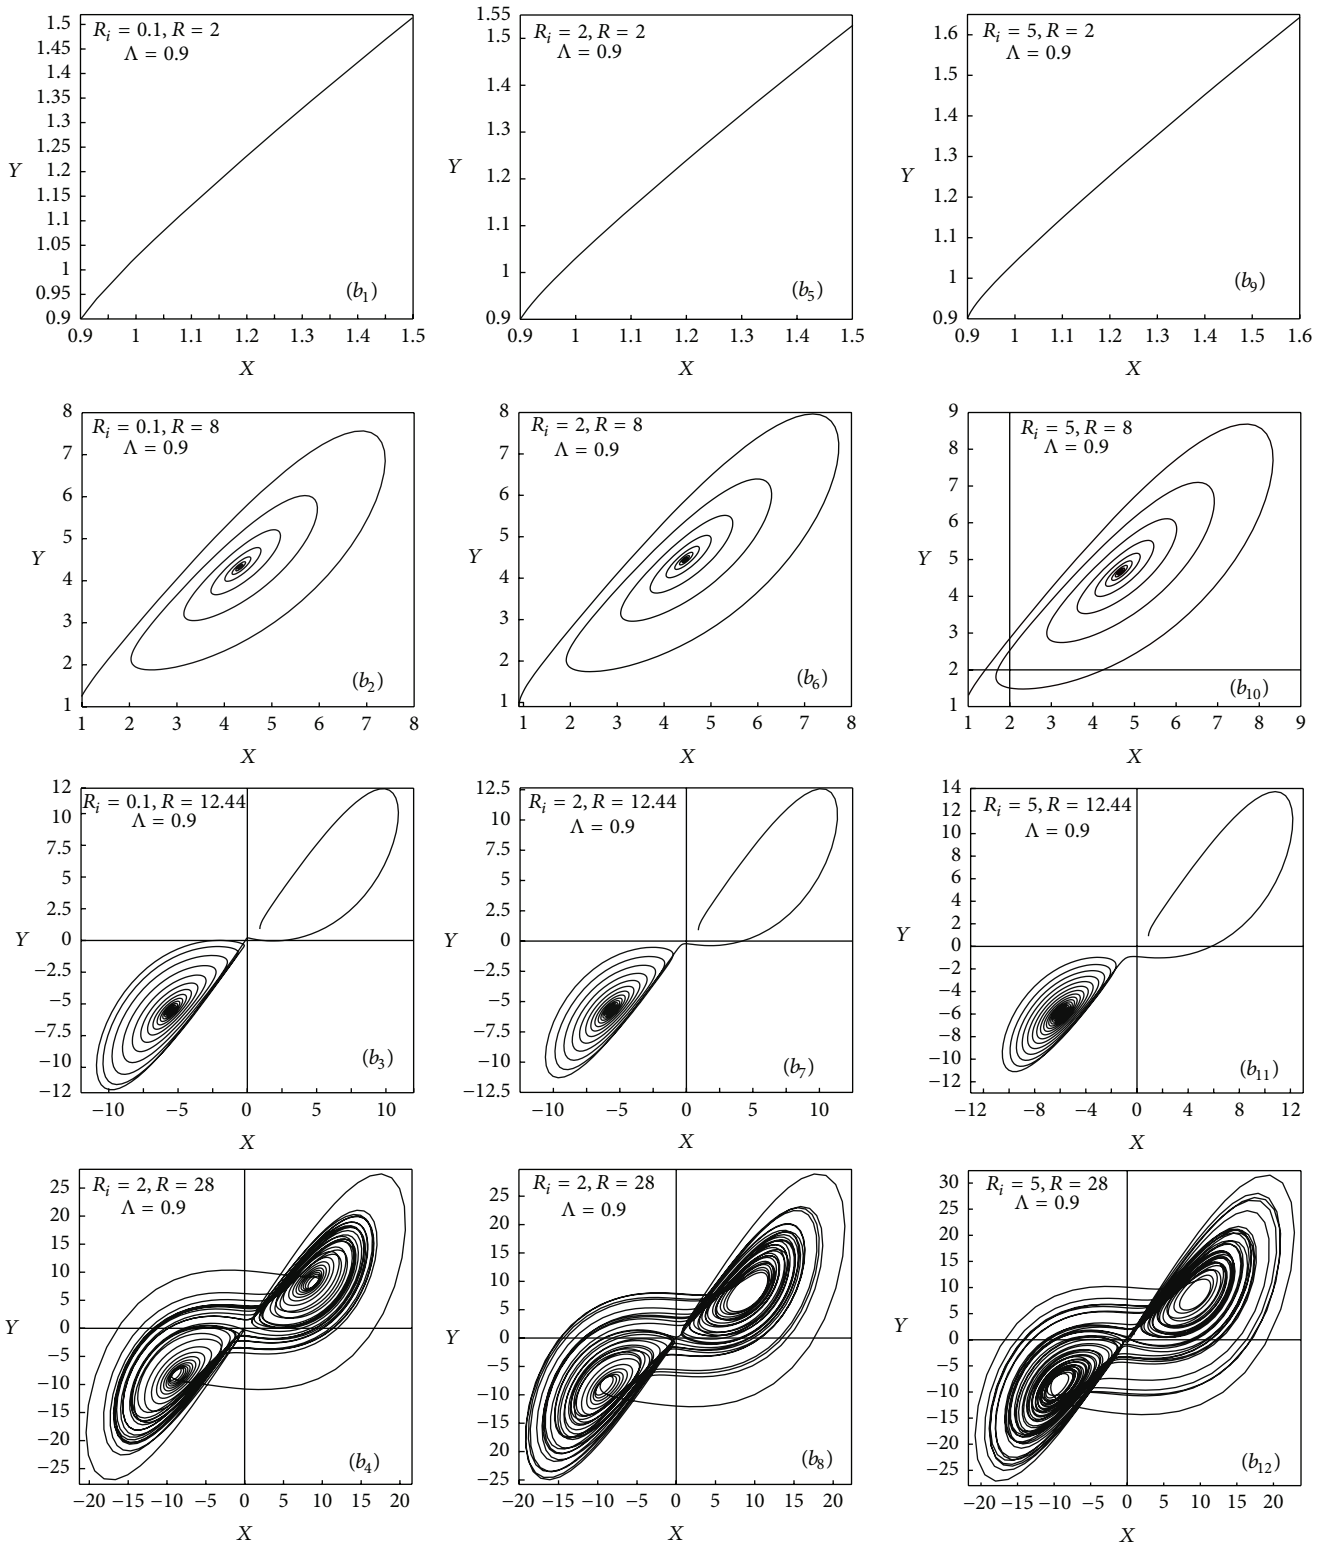 R_i = 0.1, R = 2
Λ = 0.9
1.5
1.45
1.4
1.35
1.3
1.25
1.2
1.15
1.1
1.05
1
0.95
0.9
Y
(b_1)
0.9 1 1.1 1.2 1.3 1.4 1.5
X
R_i = 2, R = 2
Λ = 0.9
1.55
1.5
1.4
1.3
1.2
1.1
1
0.9
Y
(b_5)
0.9 1 1.1 1.2 1.3 1.4 1.5
X
R_i = 5, R = 2
Λ = 0.9
1.6
1.5
1.4
1.3
1.2
1.1
1
0.9
Y
(b_9)
0.9 1 1.1 1.2 1.3 1.4 1.5 1.6
X
R_i = 0.1, R = 8
Λ = 0.9
8
7
6
5
4
3
2
1
Y
(b_2)
1 2 3 4 5 6 7 8
X
R_i = 2, R = 8
Λ = 0.9
8
7
6
5
4
3
2
1
Y
(b_6)
1 2 3 4 5 6 7 8
X
R_i = 5, R = 8
Λ = 0.9
9
8
7
6
5
4
3
2
1
Y
(b_10)
1 2 3 4 5 6 7 8 9
X
R_i = 0.1, R = 12.44
Λ = 0.9
12
10
7.5
5
2.5
0
−2.5
−5
−7.5
−10
−12
Y
(b_3)
−10 −5 0 5 10
X
R_i = 2, R = 12.44
Λ = 0.9
12.5
10
7.5
5
2.5
0
−2.5
−5
−7.5
−10
−12.5
Y
(b_7)
−10 −5 0 5 10
X
R_i = 5, R = 12.44
Λ = 0.9
14
12
10
8
6
4
2
0
−2
−4
−6
−8
−10
−12
Y
(b_11)
−12 −8 −4 0 4 8 12
X
R_i = 2, R = 28
Λ = 0.9
25
20
15
10
5
0
−5
−10
−15
−20
−25
Y
(b_4)
−20 −15 −10 −5 0 5 10 15 20
X
R_i = 2, R = 28
Λ = 0.9
25
20
15
10
5
0
−5
−10
−15
20
−25
Y
(b_8)
−20 −15 −10 −5 0 5 10 15 20
X
R_i = 5, R = 28
Λ = 0.9
30
25
20
15
10
5
0
−5
−10
−15
−20
−25
Y
(b_12)
−20 −15 −10 −5 0 5 10 15 20
X